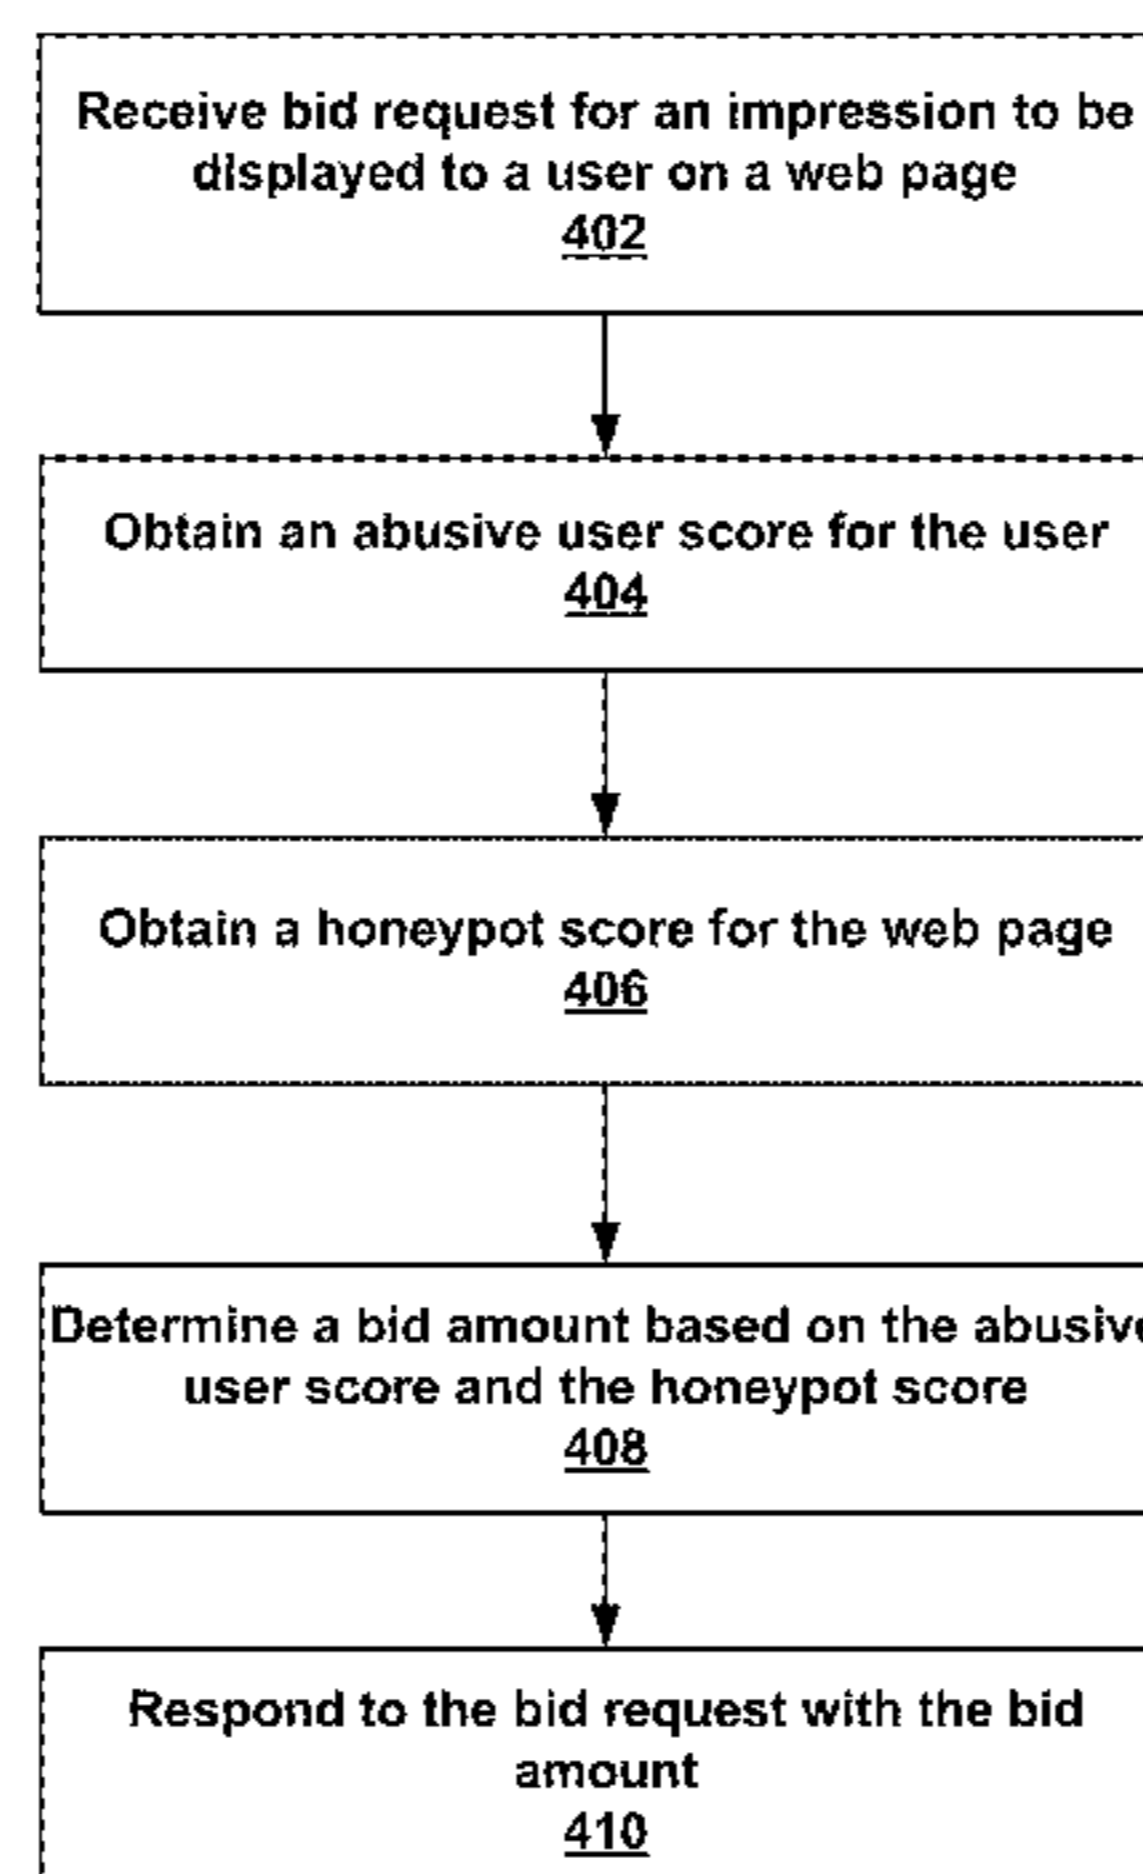 Receive bid request for an impression to be
displayed to a user on a web page
402
Obtain an abusive user score for the user
404
Obtain a honeypot score for the web page
406
Determine a bid amount based on the abusive
user score and the honeypot score
408
Respond to the bid request with the bid
amount
410